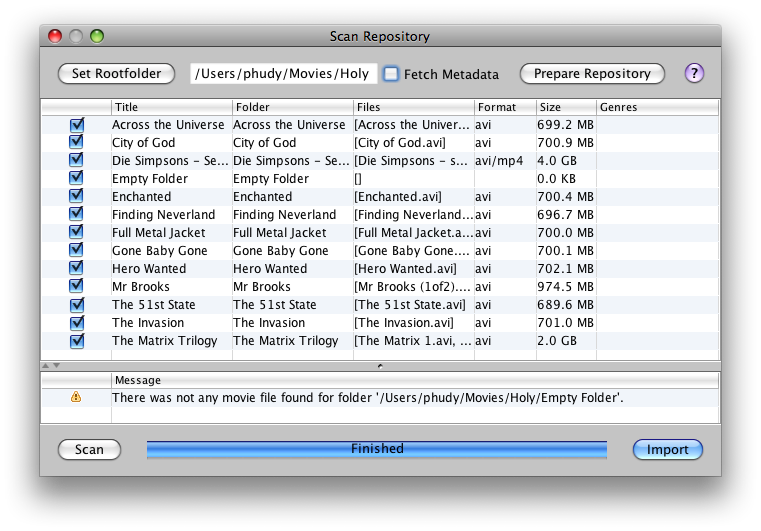 Scan Repository
Set Rootfolder /Users/phudy/Movies/Holy Fetch Metadata Prepare Repository ?
Title Folder Files Format Size Genres
Across the Universe Across the Universe [Across the Univer... avi 699.2 MB
City of God City of God [City of God.avi] avi 700.9 MB
Die Simpsons - Se... Die Simpsons - Se... [Die Simpsons - s... avi/mp4 4.0 GB
Empty Folder Empty Folder [] 0.0 KB
Enchanted Enchanted [Enchanted.avi] avi 700.4 MB
Finding Neverland Finding Neverland [Finding Neverland... avi 696.7 MB
Full Metal Jacket Full Metal Jacket [Full Metal Jacket.a... avi 700.0 MB
Gone Baby Gone Gone Baby Gone [Gone Baby Gone.... avi 700.1 MB
Hero Wanted Hero Wanted [Hero Wanted.avi] avi 702.1 MB
Mr Brooks Mr Brooks [Mr Brooks (1of2).... avi 974.5 MB
The 51st State The 51st State [The 51st State.avi] avi 689.6 MB
The Invasion The Invasion [The Invasion.avi] avi 701.0 MB
The Matrix Trilogy The Matrix Trilogy [The Matrix 1.avi, ... avi 2.0 GB
Message
There was not any movie file found for folder '/Users/phudy/Movies/Holy/Empty Folder'.
Scan Finished Import